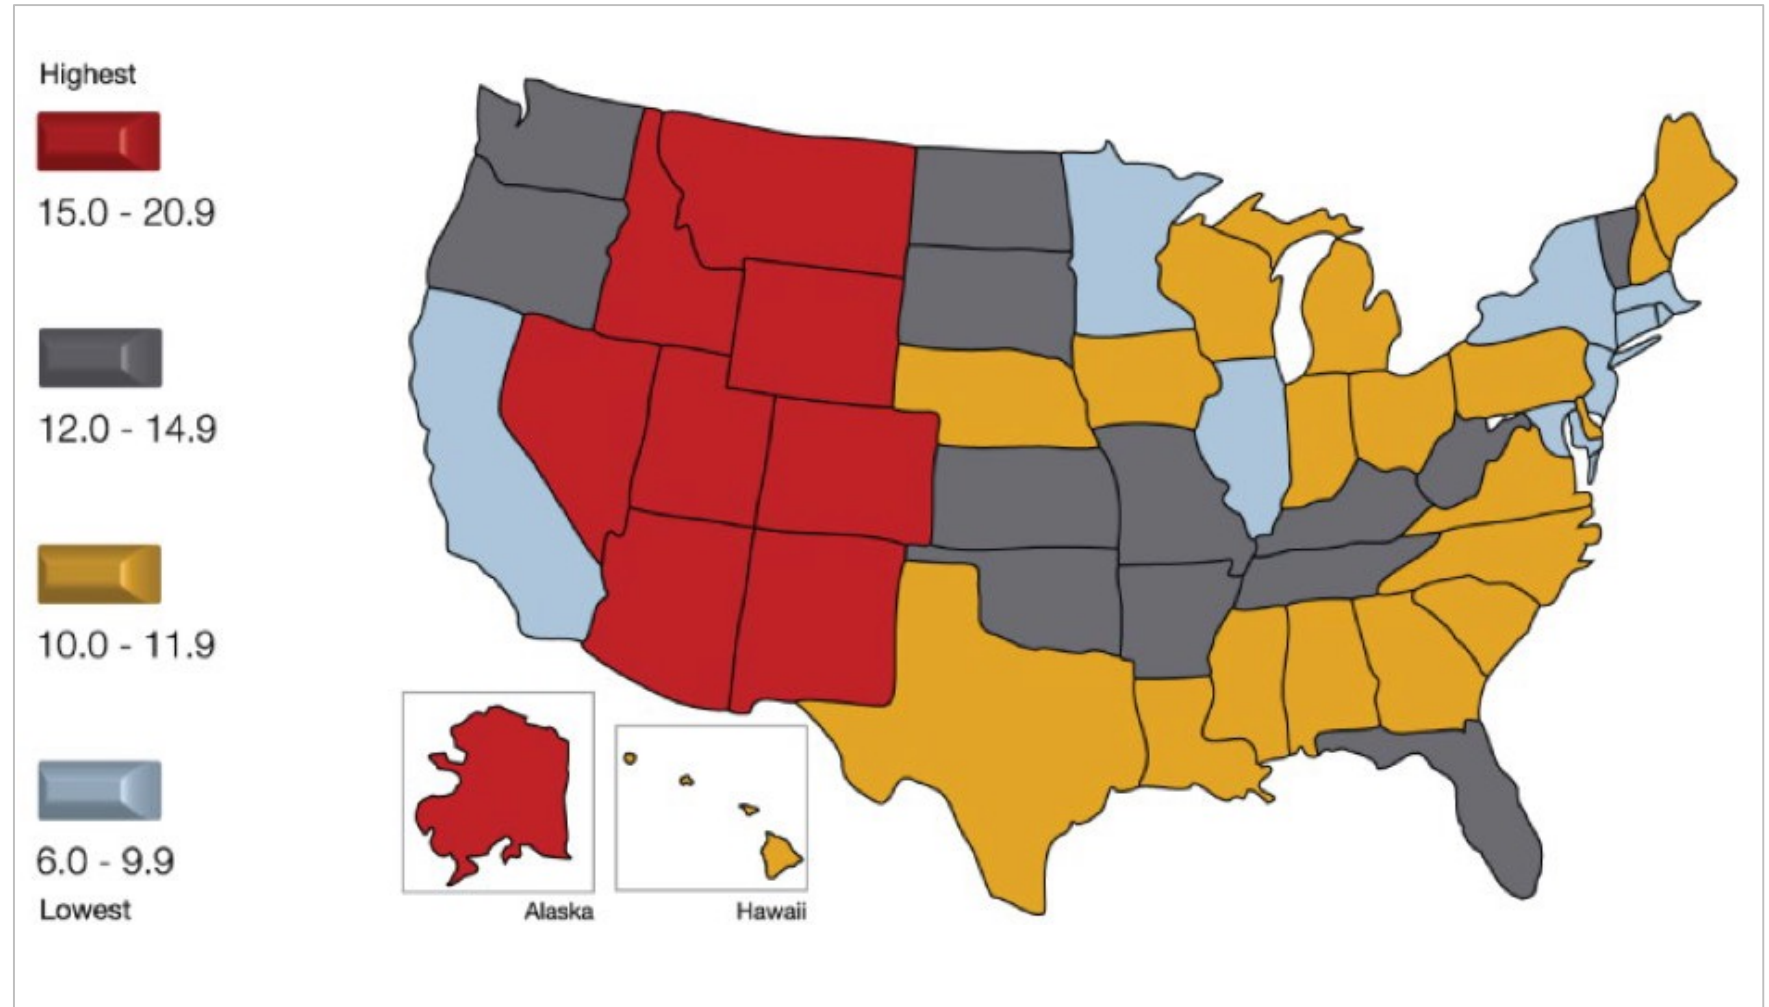 Highest
15.0 - 20.9
12.0 - 14.9
10.0 - 11.9
6.0 - 9.9
Lowest
Alaska
Hawaii